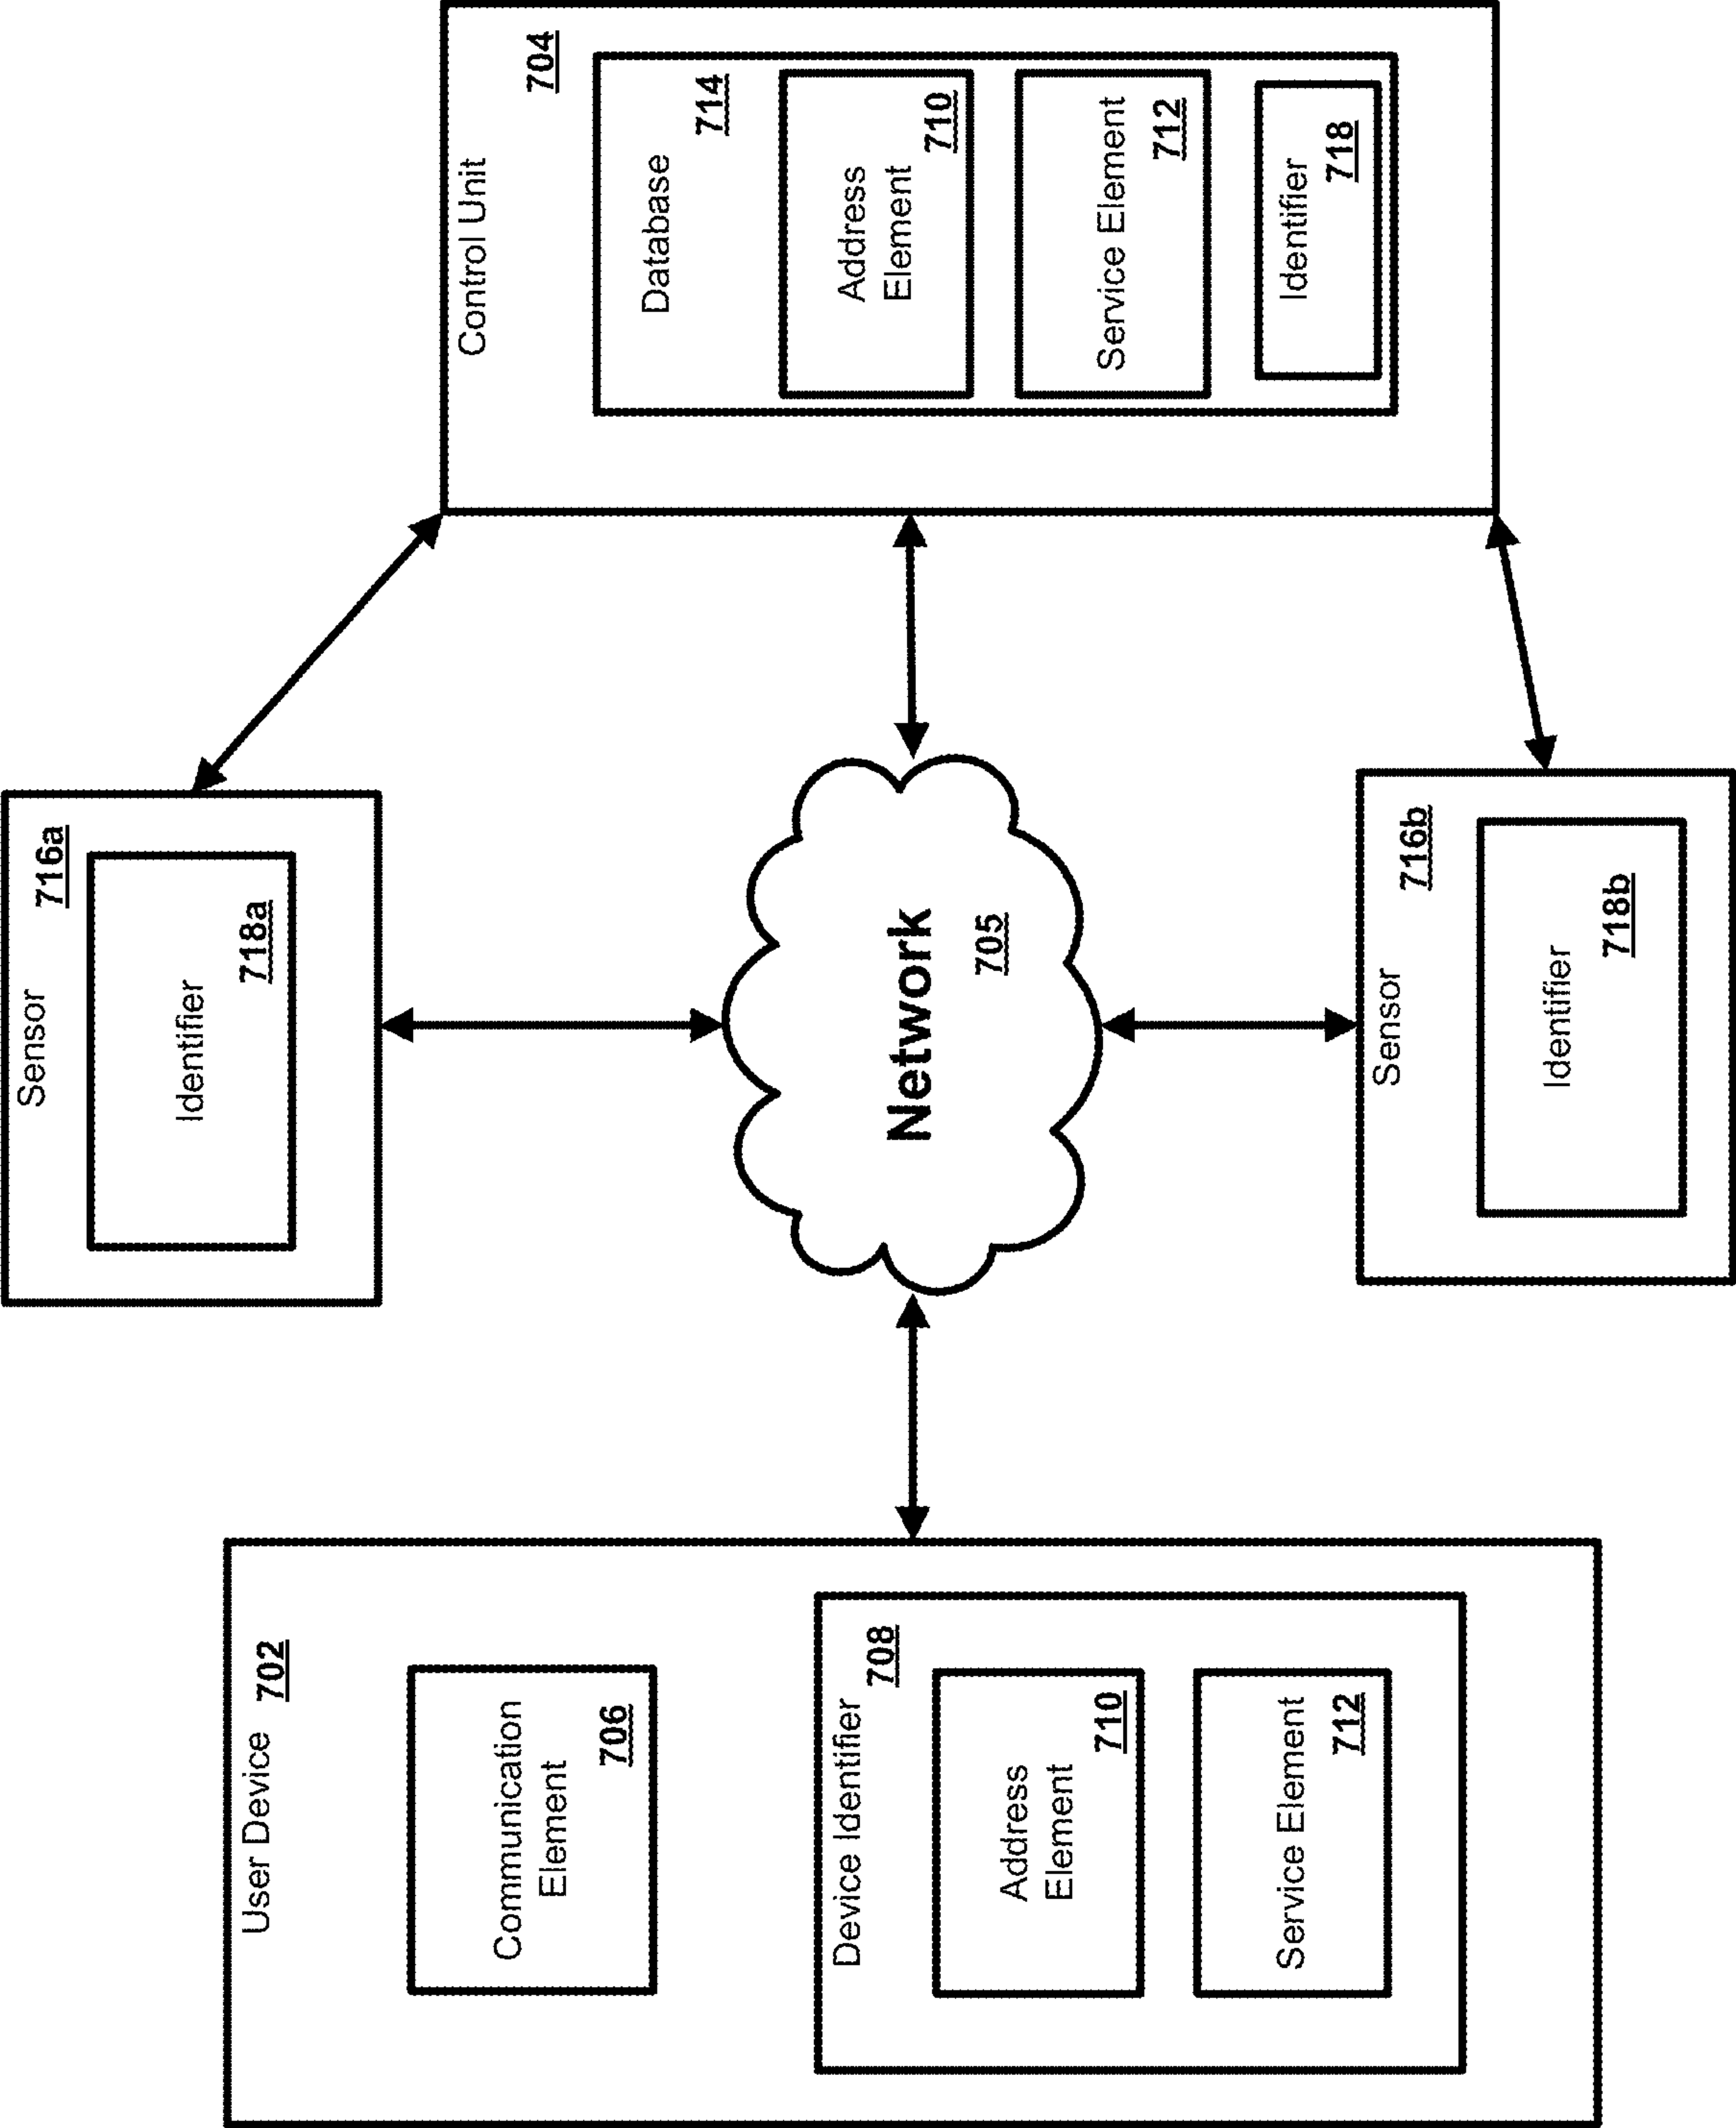 User Device
702
Communication
Element
706
Device Identifier
708
Address
Element
710
Service Element
712
Sensor
716a
Identifier
718a
Network
705
Sensor
716b
Identifier
718b
Control Unit
704
Database
714
Address
Element
710
Service Element
712
Identifier
718